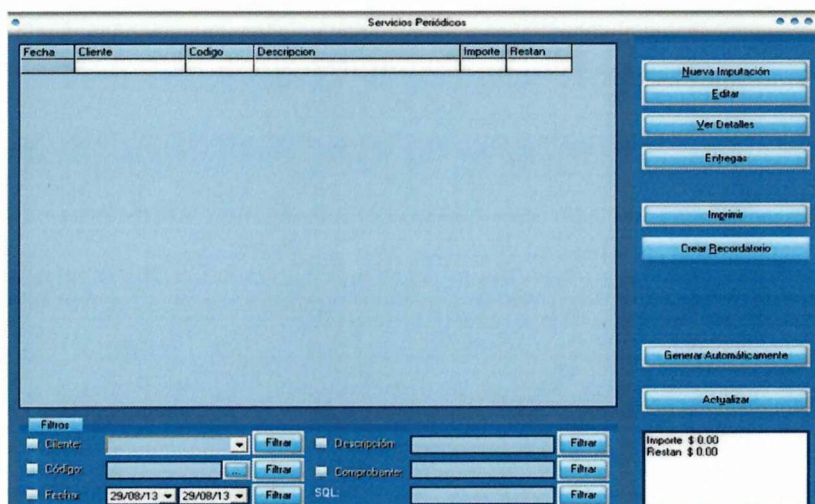 Servicios Periódicos
Fecha Cliente Codigo Descripcion Importe Restan
Nueva Imputación
Editar
Ver Detalles
Entregas
Imprimir
Crear Recordatorio
Generar Automáticamente
Actualizar
Filtros
Cliente: Filtrar Descripción: Filtrar
Código: ... Filtrar Comprobante: Filtrar
Fecha: 29/08/13 29/08/13 Filtrar SQL: Filtrar
Importe $ 0.00
Restan $ 0.00